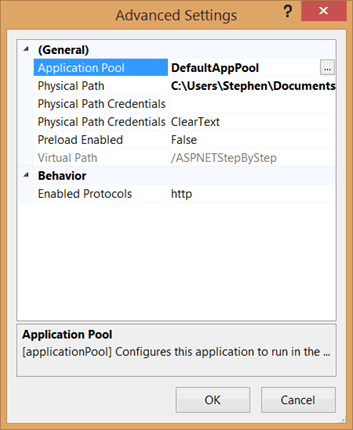 Advanced Settings ? ×
(General)
Application Pool DefaultAppPool ...
Physical Path C:\Users\Stephen\Documents
Physical Path Credentials
Physical Path Credentials ClearText
Preload Enabled False
Virtual Path /ASPNETStepByStep
Behavior
Enabled Protocols http
Application Pool
[applicationPool] Configures this application to run in the ...
OK Cancel